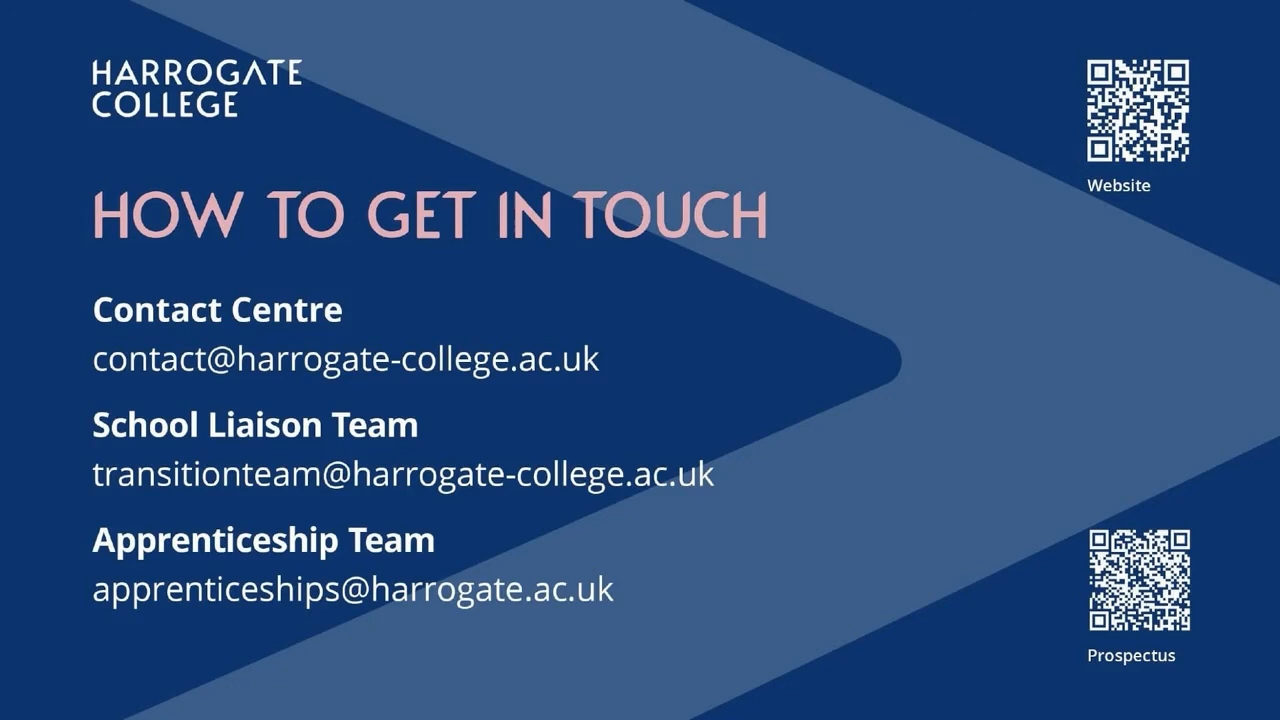 HARROGATE
COLLEGE
Website
HOW TO GET IN TOUCH
Contact Centre
contact@harrogate-college.ac.uk
School Liaison Team
transitionteam@harrogate-college.ac.uk
Apprenticeship Team
apprenticeships@harrogate.ac.uk
Prospectus